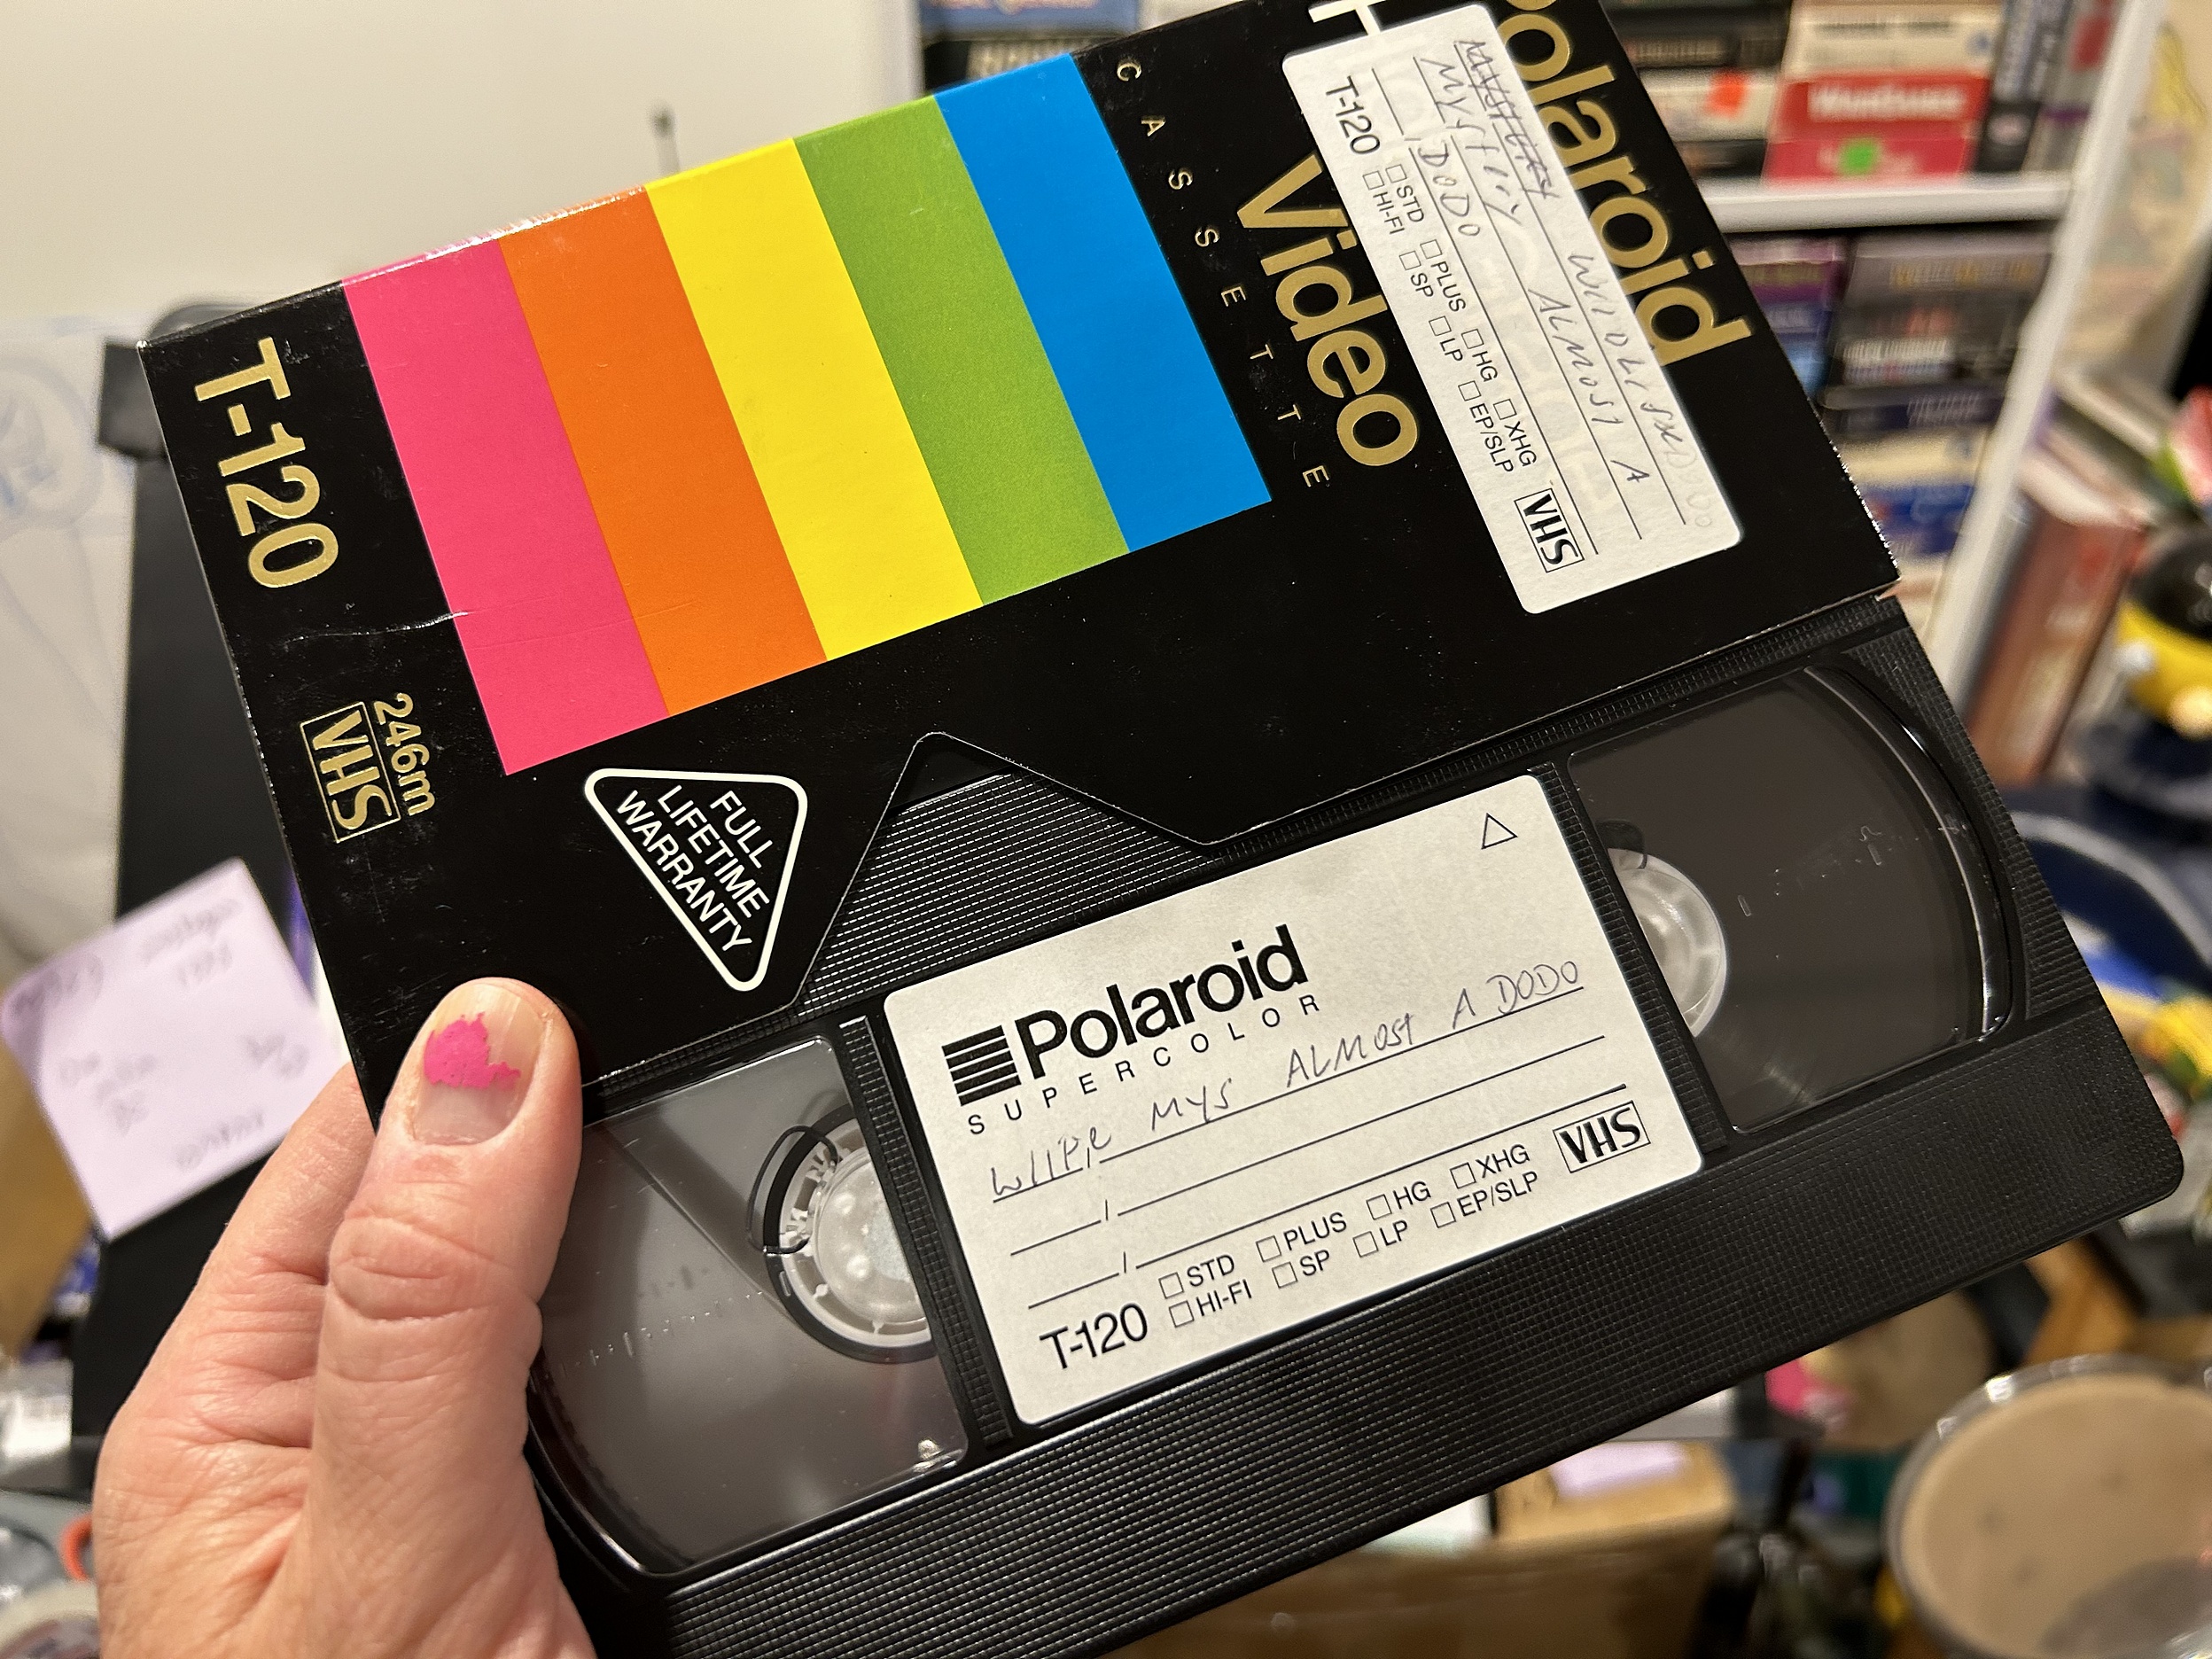 Polaroid
Video
CASSETTE
MYSTERY ALMOST A
DODO
T-120
STD PLUS HG XHG
HI-FI SP LP EP/SLP
VHS
T-120
246m
VHS
FULL
LIFETIME
WARRANTY
Polaroid
SUPERCOLOR
MYS ALMOST A DODO
/
/
T-120
STD PLUS HG XHG
HI-FI SP LP EP/SLP
VHS